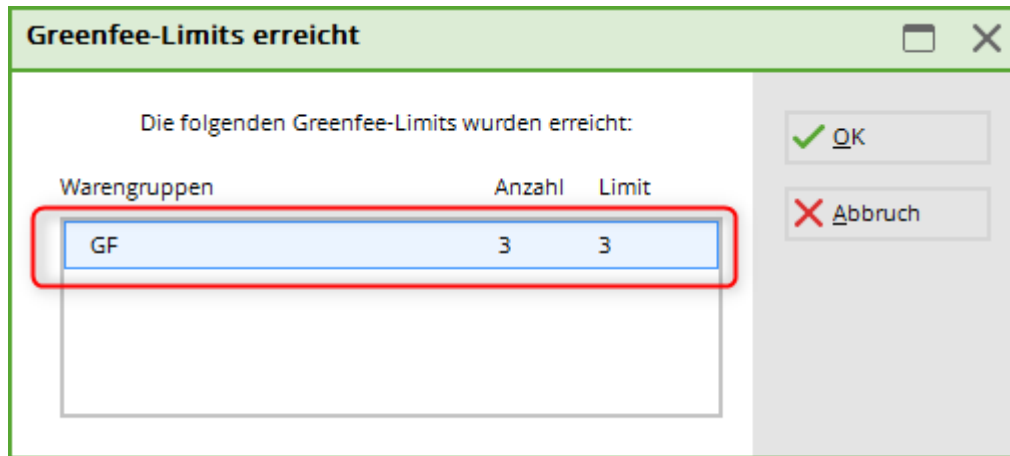 Greenfee-Limits erreicht
Die folgenden Greenfee-Limits wurden erreicht:
Warengruppen Anzahl Limit
GF 3 3
OK
Abbruch